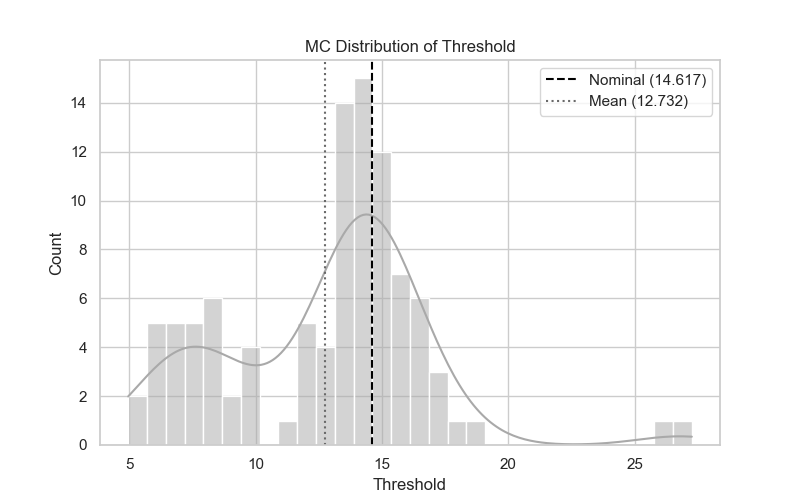 MC Distribution of Threshold
Nominal (14.617)
Mean (12.732)
Count
14
12
10
8
6
4
2
0
5
10
15
20
25
Threshold